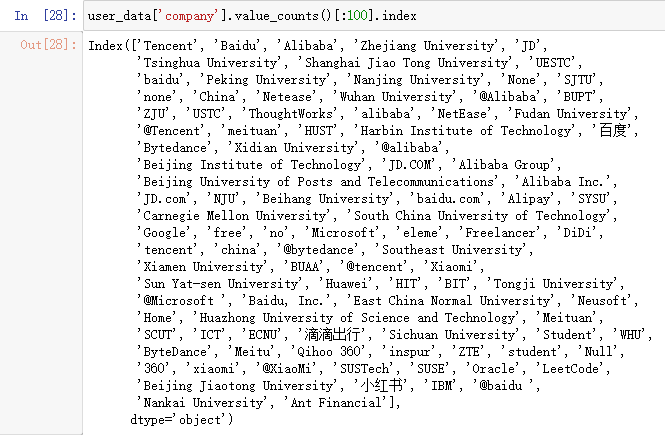 In [28]: user_data['company'].value_counts()[:100].index
Out[28]: Index(['Tencent', 'Baidu', 'Alibaba', 'Zhejiang University', 'JD',
'Tsinghua University', 'Shanghai Jiao Tong University', 'UESTC',
'baidu', 'Peking University', 'Nanjing University', 'None', 'SJTU',
'none', 'China', 'Netease', 'Wuhan University', '@Alibaba', 'BUPT',
'ZJU', 'USTC', 'ThoughtWorks', 'alibaba', 'NetEase', 'Fudan University',
'@Tencent', 'meituan', 'HUST', 'Harbin Institute of Technology', '百度',
'Bytedance', 'Xidian University', '@alibaba',
'Beijing Institute of Technology', 'JD.COM', 'Alibaba Group',
'Beijing University of Posts and Telecommunications', 'Alibaba Inc.',
'JD.com', 'NJU', 'Beihang University', 'baidu.com', 'Alipay', 'SYSU',
'Carnegie Mellon University', 'South China University of Technology',
'Google', 'free', 'no', 'Microsoft', 'eleme', 'Freelancer', 'DiDi',
'tencent', 'china', '@bytedance', 'Southeast University',
'Xiamen University', 'BUAA', '@tencent', 'Xiaomi',
'Sun Yat-sen University', 'Huawei', 'HIT', 'BIT', 'Tongji University',
'@Microsoft ', 'Baidu, Inc.', 'East China Normal University', 'Neusoft',
'Home', 'Huazhong University of Science and Technology', 'Meituan',
'SCUT', 'ICT', 'ECNU', '滴滴出行', 'Sichuan University', 'Student', 'WHU',
'ByteDance', 'Meitu', 'Qihoo 360', 'inspur', 'ZTE', 'student', 'Null',
'360', 'xiaomi', '@XiaoMi', 'SUSTech', 'SUSE', 'Oracle', 'LeetCode',
'Beijing Jiaotong University', '小红书', 'IBM', '@baidu ',
'Nankai University', 'Ant Financial'],
dtype='object')